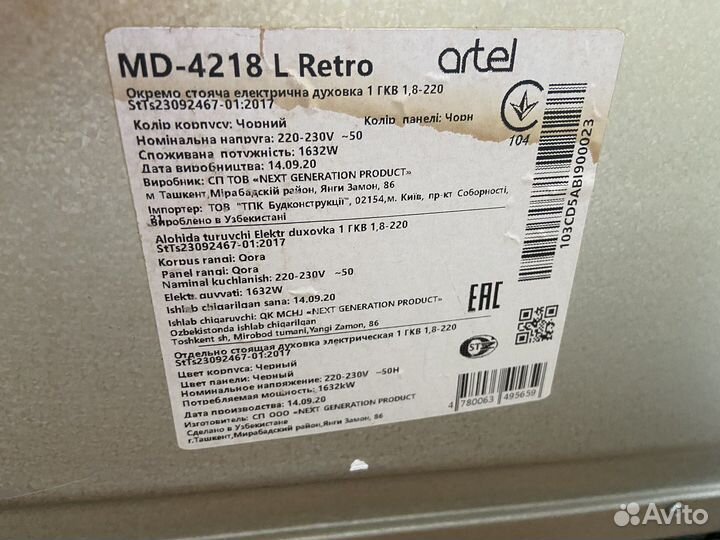 MD-4218 L Retro
artel
Окремо стояча електрична духовка 1 ГКВ 1,8-220
StTs23092467-01:2017
Колір корпусу: Чорний
Колір панелі: Чорн
104
Номінальна напруга: 220-230V ~50
Споживана потужність: 1632W
Дата виробництва: 14.09.20
Виробник: СП ТОВ «NEXT GENERATION PRODUCT»
м Ташкент,Мірабадскій район, Янги Замон, 86
Імпортер: ТОВ "ТПК Будконструкції", 02154,м. Київ, пр-кт Соборності,
31
Вироблено в Узбекистані
Alohida turuvchi Elektr duxovka 1 ГКВ 1,8-220
StTs23092467-01:2017
Korpus rangi: Qora
Panel rangi: Qora
Naminal kuchlanish: 220-230V ~50
Elektr quvvati: 1632W
Ishlab chiqarilgan sana: 14.09.20
Ishlab chiqaruvchi: QK MCHJ «NEXT GENERATION PRODUCT»
Ozbekistonda ishlab chiqarilgan
Toshkent sh, Mirobod tumani,Yangi Zamon, 86
Отдельно стоящая духовка электрическая 1 ГКВ 1,8-220
StTs23092467-01:2017
Цвет корпуса: Черный
Цвет панели: Черный
Номинальное напряжение: 220-230V ~50H
Потребляемая мошность: 1632kW
Дата производства: 14.09.20
Изготовитель: СП ООО «NEXT GENERATION PRODUCT
Сделано в Узбекистане
г.Ташкент,Мирабадский район,Янги Замон, 86
103CD5ABI900023
EAC
ST
4 780063 495659
Avito